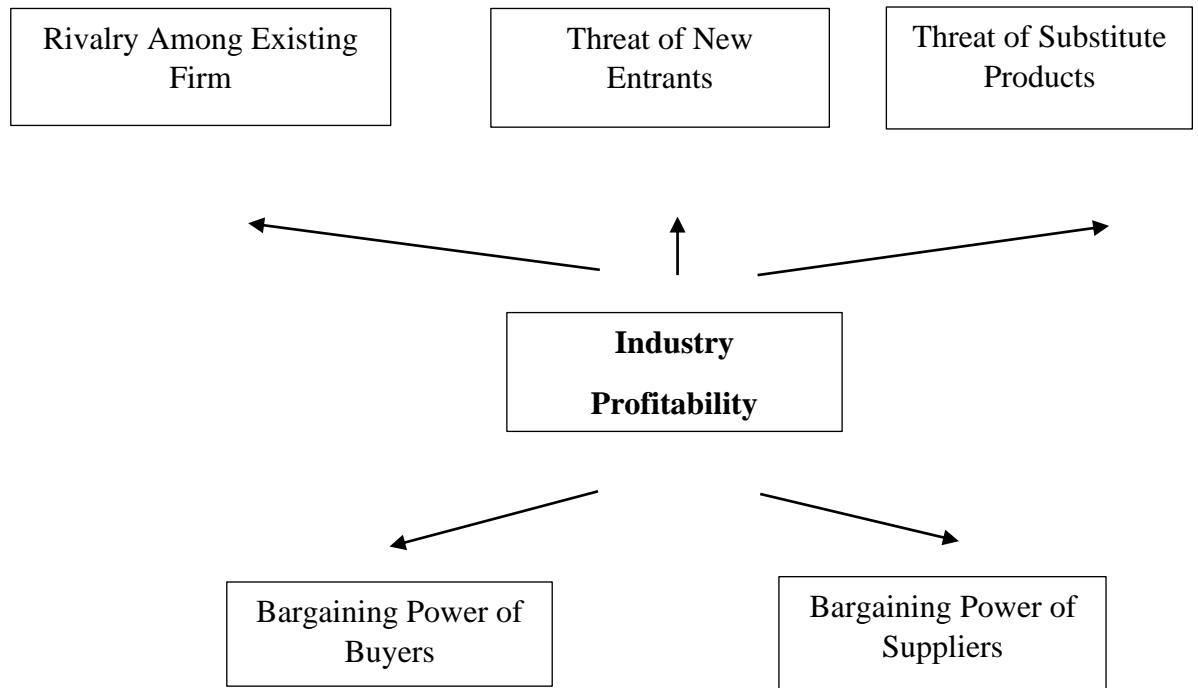 Rivalry Among Existing
Firm
Threat of New
Entrants
Threat of Substitute
Products
Industry
Profitability
Bargaining Power of
Buyers
Bargaining Power of
Suppliers